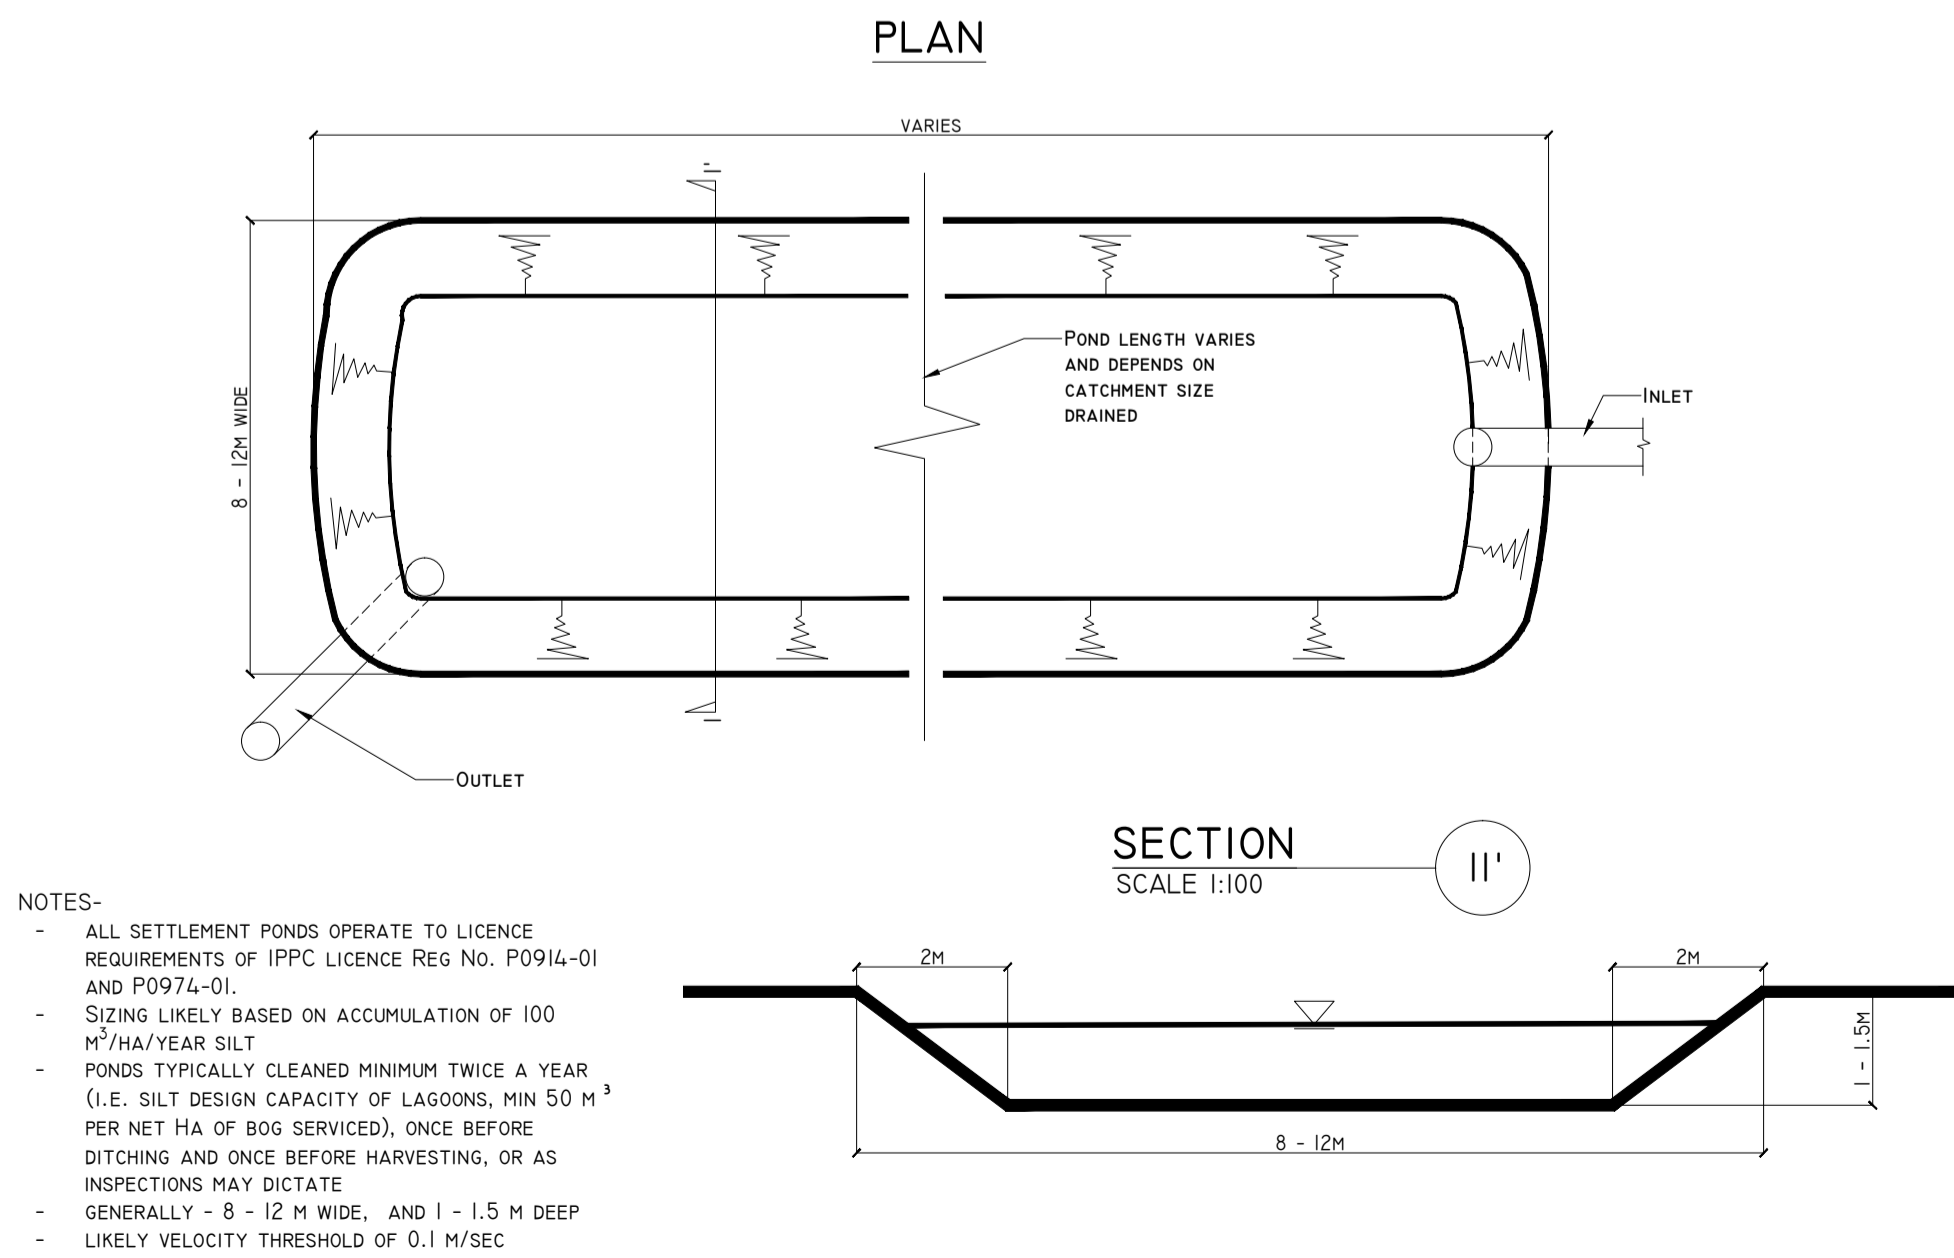 PLAN
VARIES
I'
POND LENGTH VARIES
AND DEPENDS ON
CATCHMENT SIZE
DRAINED
INLET
8 - 12M WIDE
I
OUTLET
SECTION
SCALE 1:100
II'
NOTES-
- ALL SETTLEMENT PONDS OPERATE TO LICENCE
REQUIREMENTS OF IPPC LICENCE REG NO. P0914-01
AND P0974-01.
- SIZING LIKELY BASED ON ACCUMULATION OF 100
M³/HA/YEAR SILT
- PONDS TYPICALLY CLEANED MINIMUM TWICE A YEAR
(I.E. SILT DESIGN CAPACITY OF LAGOONS, MIN 50 M³
PER NET HA OF BOG SERVICED), ONCE BEFORE
DITCHING AND ONCE BEFORE HARVESTING, OR AS
INSPECTIONS MAY DICTATE
- GENERALLY - 8 - 12 M WIDE, AND 1 - 1.5 M DEEP
- LIKELY VELOCITY THRESHOLD OF 0.1 M/SEC
2M
2M
1 - 1.5M
8 - 12M